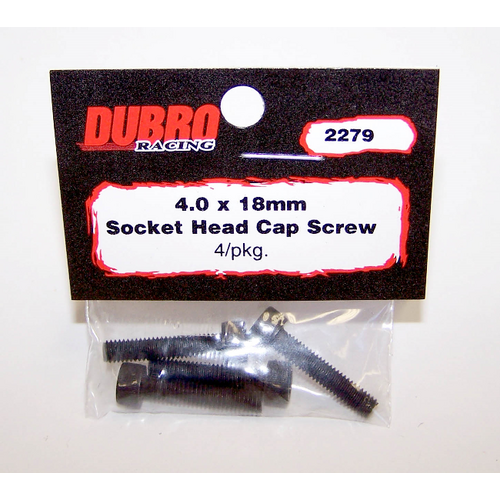 DUBRO
RACING
2279
4.0 x 18mm
Socket Head Cap Screw
4/pkg.